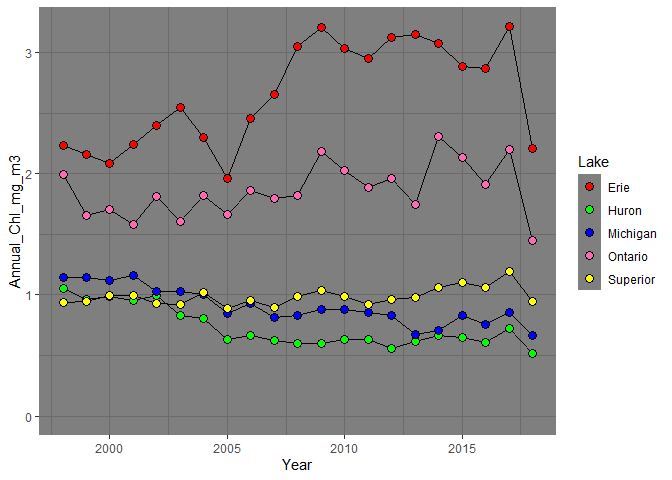 Annual_Chl_mg_m3
3
2
1
0
2000
2005
2010
2015
Year
Lake
Erie
Huron
Michigan
Ontario
Superior